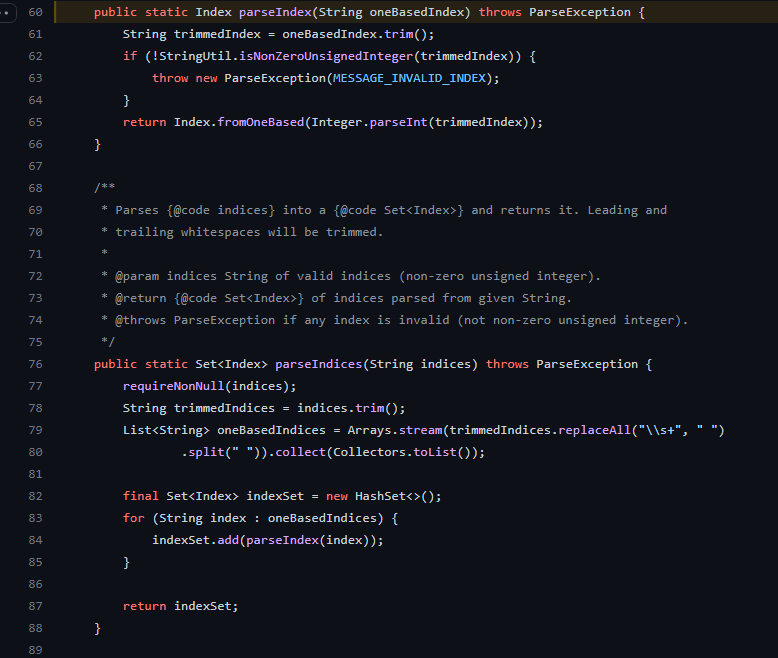 60 public static Index parseIndex(String oneBasedIndex) throws ParseException {
61 String trimmedIndex = oneBasedIndex.trim();
62 if (!StringUtil.isNonZeroUnsignedInteger(trimmedIndex)) {
63 throw new ParseException(MESSAGE_INVALID_INDEX);
64 }
65 return Index.fromOneBased(Integer.parseInt(trimmedIndex));
66 }
67
68 /**
69 * Parses {@code indices} into a {@code Set<Index>} and returns it. Leading and
70 * trailing whitespaces will be trimmed.
71 *
72 * @param indices String of valid indices (non-zero unsigned integer).
73 * @return {@code Set<Index>} of indices parsed from given String.
74 * @throws ParseException if any index is invalid (not non-zero unsigned integer).
75 */
76 public static Set<Index> parseIndices(String indices) throws ParseException {
77 requireNonNull(indices);
78 String trimmedIndices = indices.trim();
79 List<String> oneBasedIndices = Arrays.stream(trimmedIndices.replaceAll("\\s+", " ")
80 .split(" ")).collect(Collectors.toList());
81
82 final Set<Index> indexSet = new HashSet<>();
83 for (String index : oneBasedIndices) {
84 indexSet.add(parseIndex(index));
85 }
86
87 return indexSet;
88 }
89